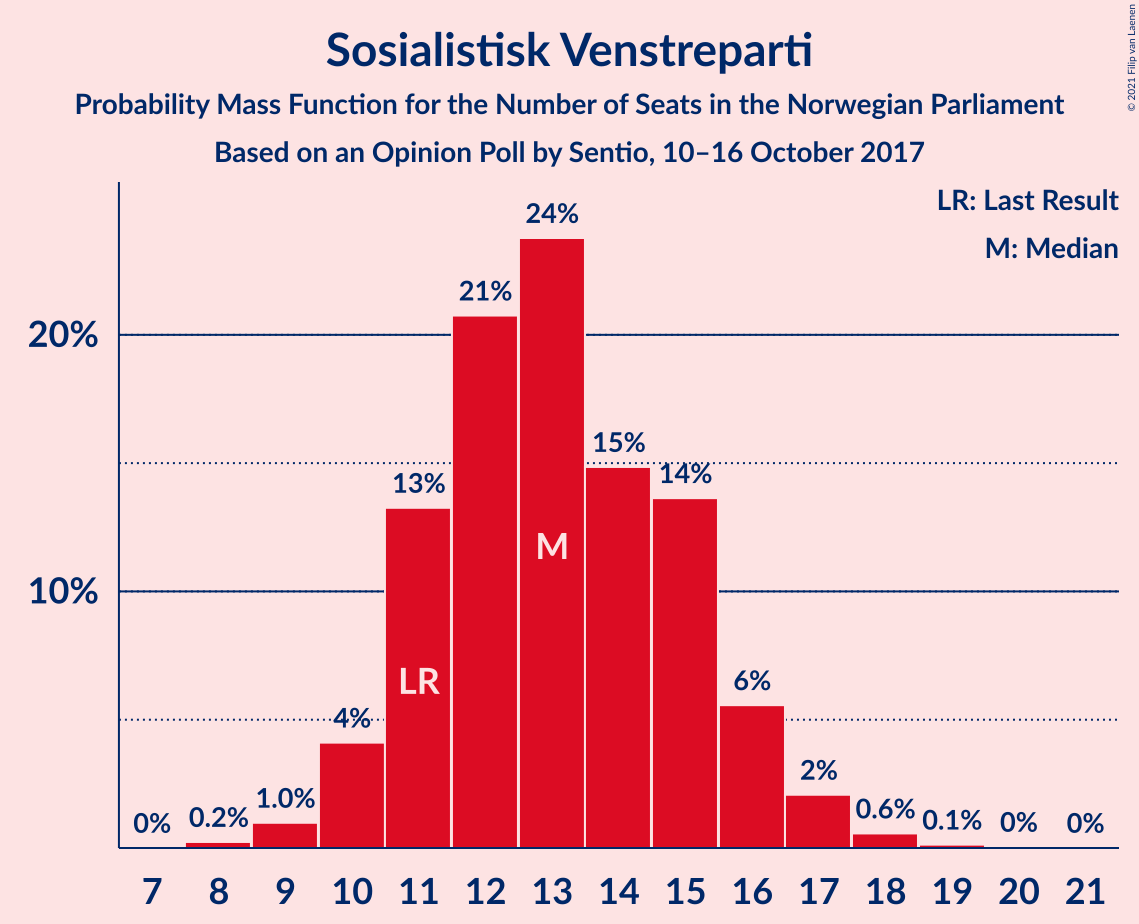 Sosialistisk Venstreparti
Probability Mass Function for the Number of Seats in the Norwegian Parliament
Based on an Opinion Poll by Sentio, 10–16 October 2017
© 2021 Filip van Laenen
LR: Last Result
M: Median
24%
21%
20%
15%
14%
13%
M
10%
LR
6%
4%
2%
1.0%
0.6%
0.2%
0.1%
0%
0%
0%
7 8 9 10 11 12 13 14 15 16 17 18 19 20 21